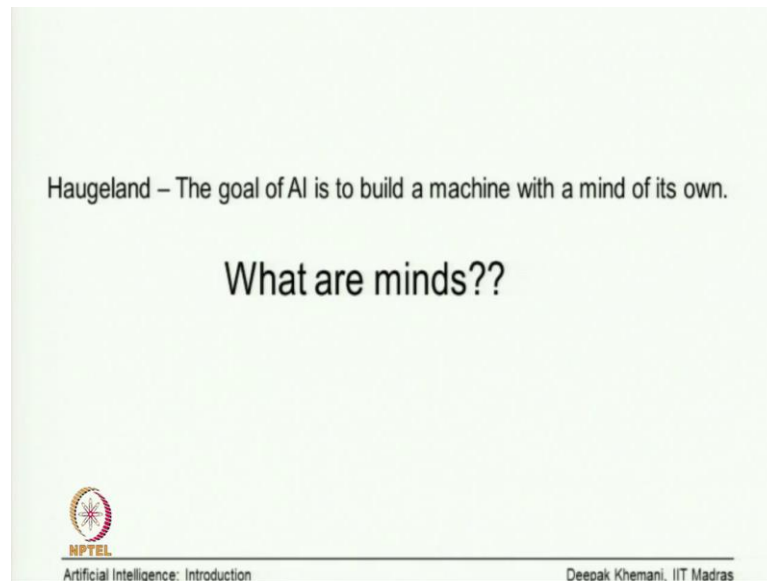 Haugeland – The goal of AI is to build a machine with a mind of its own.
What are minds??
NPTEL
Artificial Intelligence: Introduction
Deepak Khemani, IIT Madras